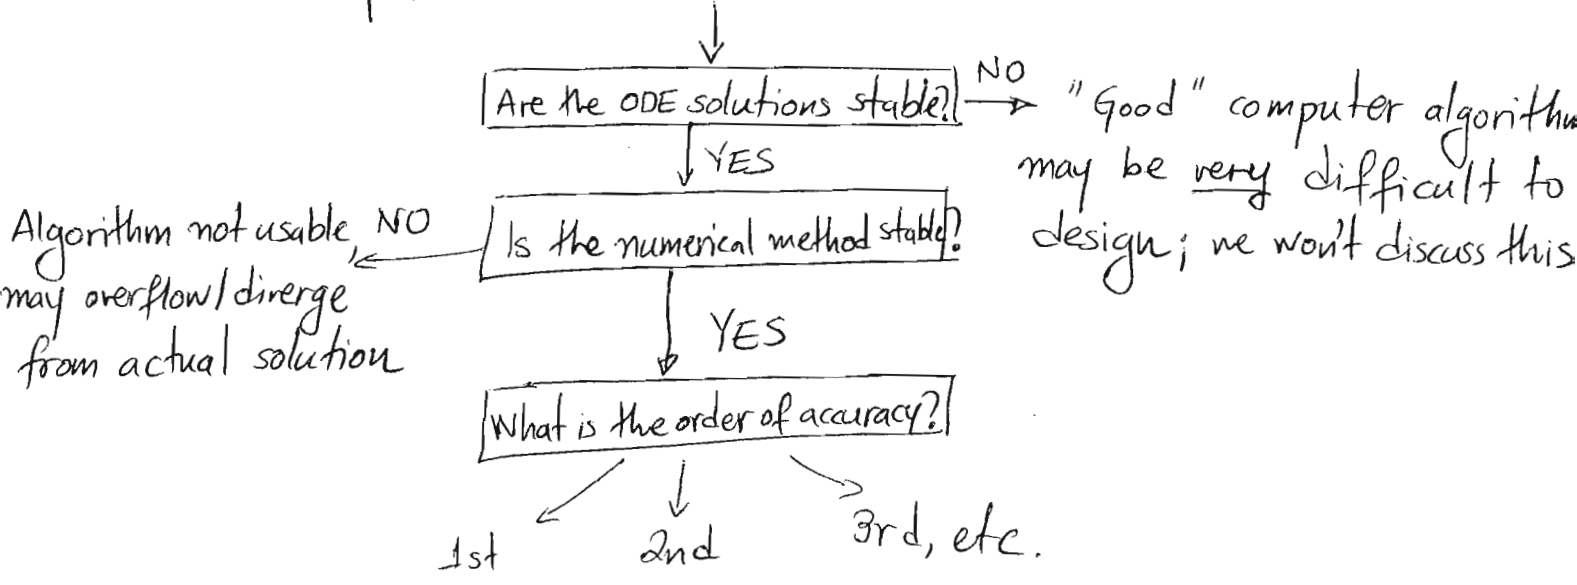 Are the ODE solutions stable?
NO
"Good" computer algorithm
may be very difficult to
design; we won't discuss this
YES
Is the numerical method stable?
NO
Algorithm not usable,
may overflow/diverge
from actual solution
YES
What is the order of accuracy?
1st
2nd
3rd, etc.